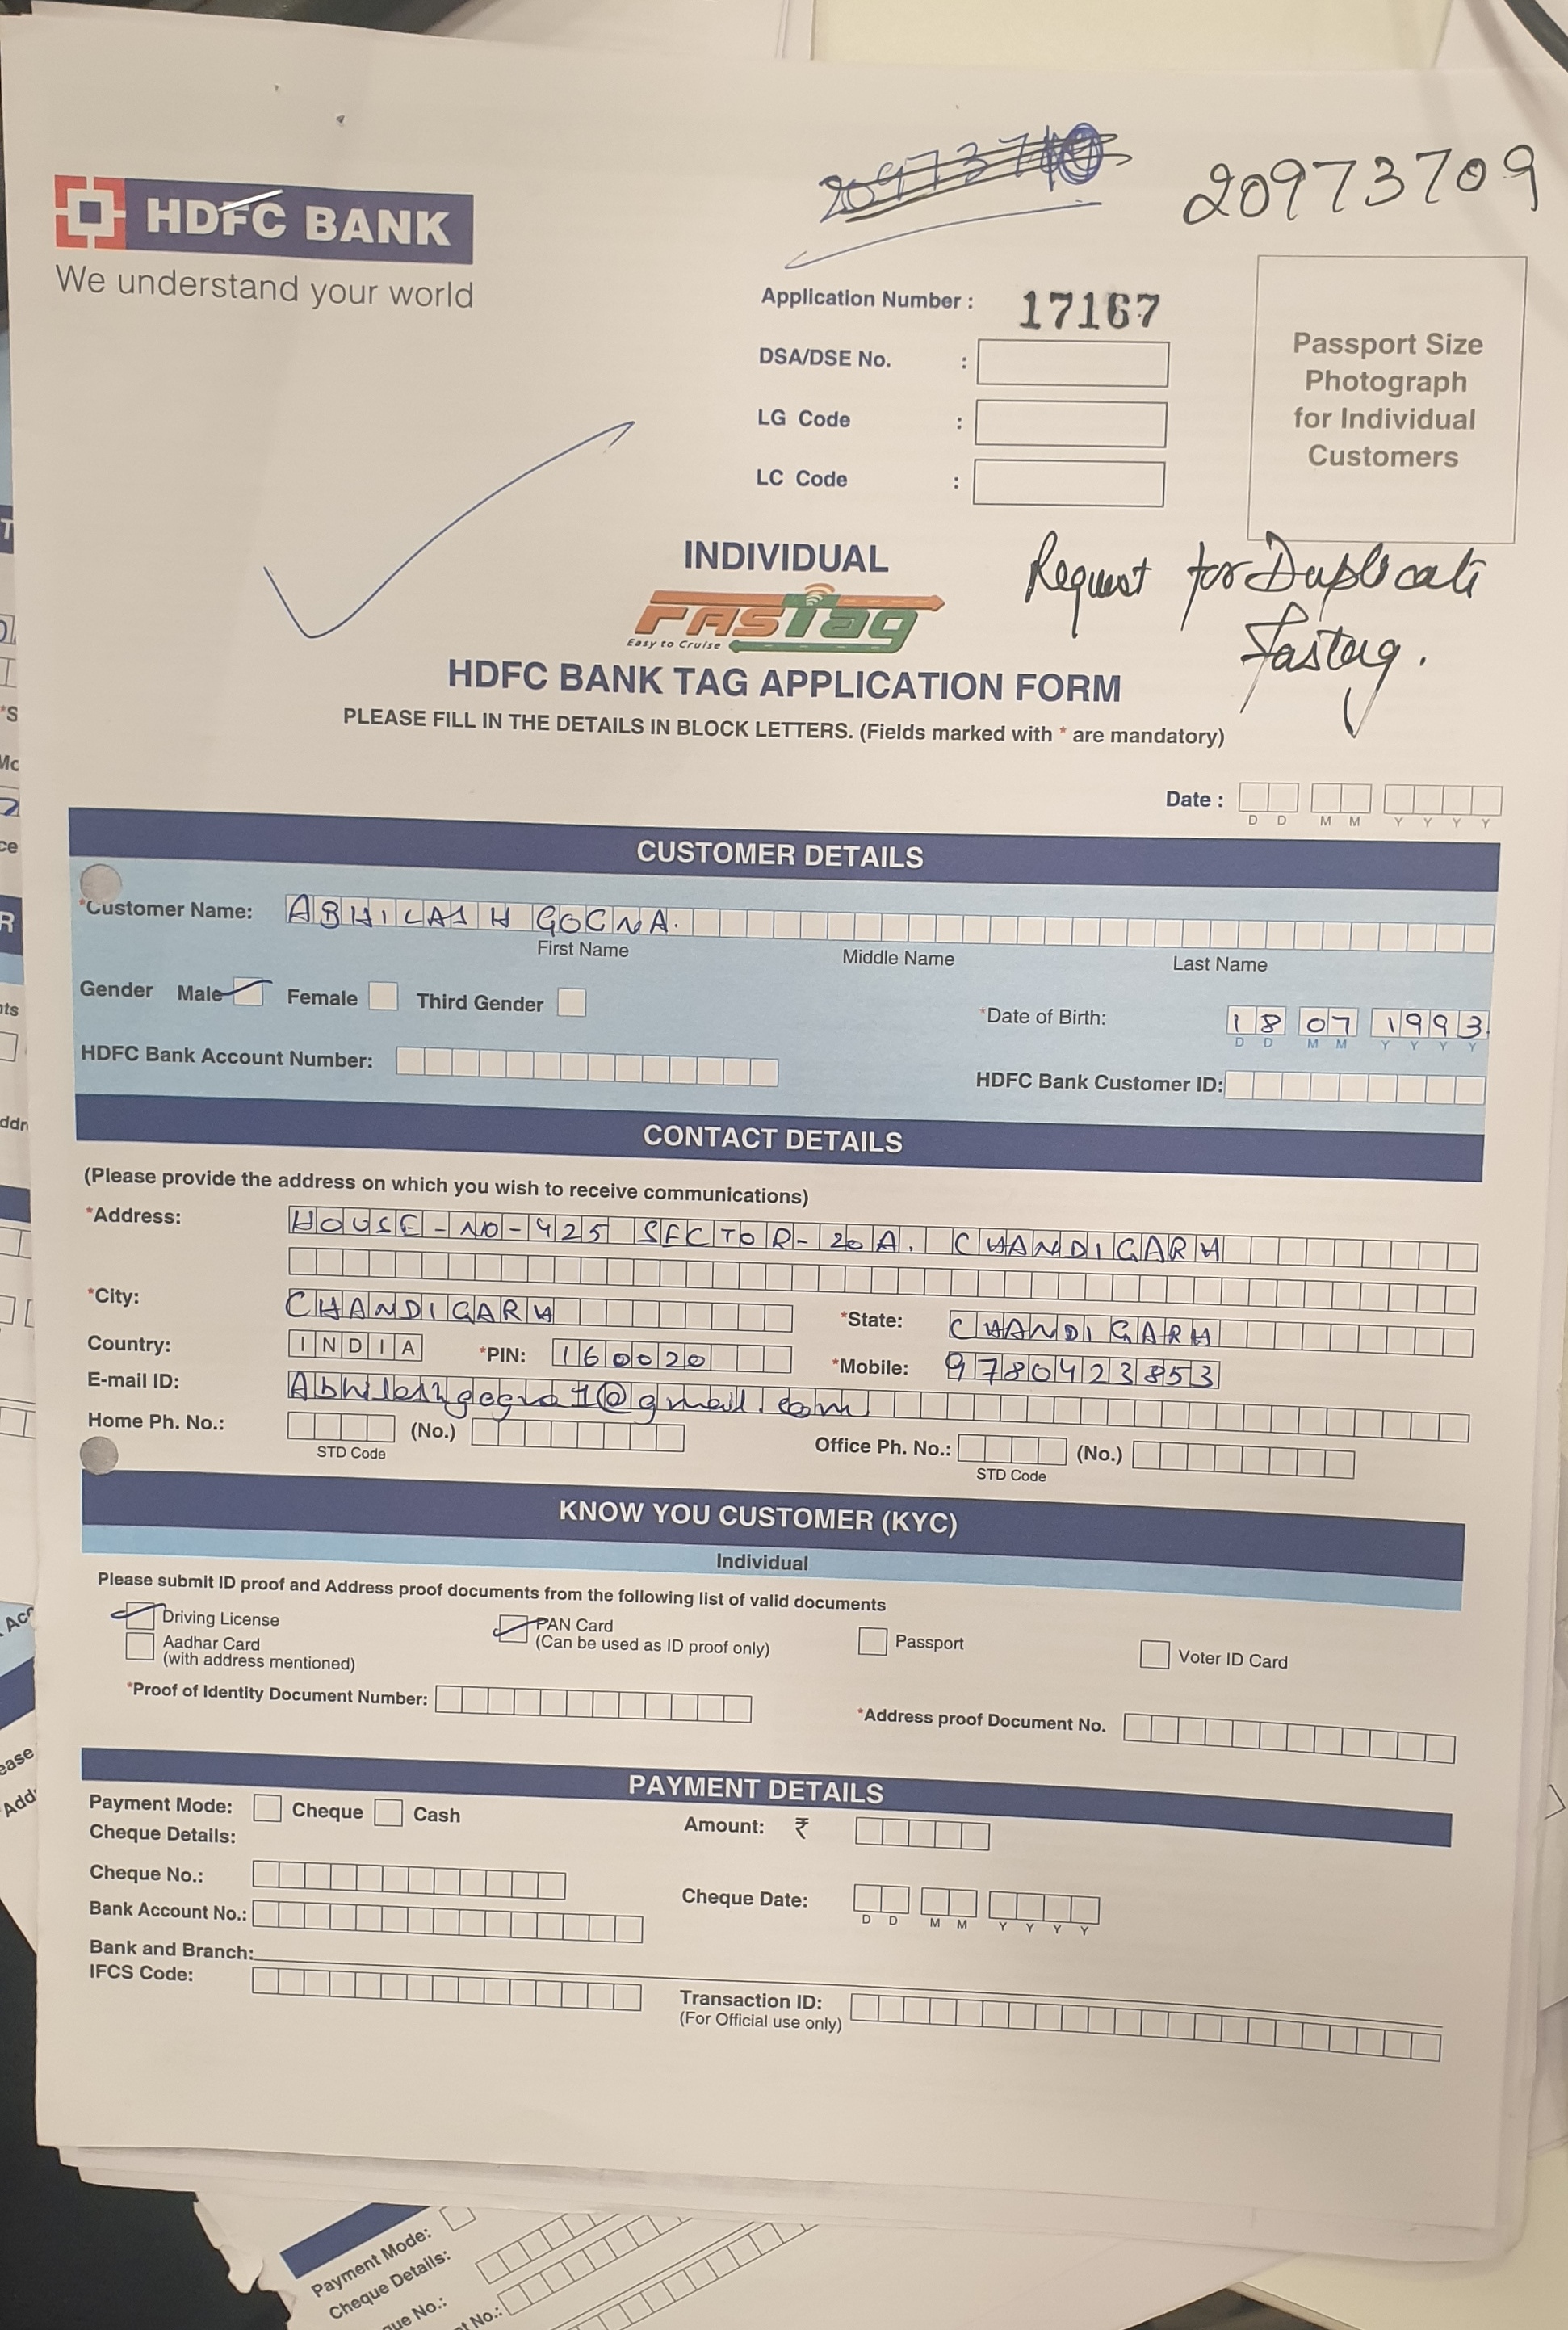 20973709
HDFC BANK
We understand your world
Application Number : 17167
DSA/DSE No. :
LG Code :
LC Code :
Passport Size
Photograph
for Individual
Customers
INDIVIDUAL
FASTag
Easy to Cruise
Request for Duplicate
Fastag.
HDFC BANK TAG APPLICATION FORM
PLEASE FILL IN THE DETAILS IN BLOCK LETTERS. (Fields marked with * are mandatory)
Date :
D D M M Y Y Y Y
CUSTOMER DETAILS
*Customer Name: ABHILASH GOGNA.
First Name Middle Name Last Name
Gender Male Female Third Gender
*Date of Birth: 18 07 1993
D D M M Y Y Y Y
HDFC Bank Account Number:
HDFC Bank Customer ID:
CONTACT DETAILS
(Please provide the address on which you wish to receive communications)
*Address: HOUSE-NO-425 SECTOR-20A. CHANDIGARH
*City: CHANDIGARH *State: CHANDIGARH
Country: INDIA *PIN: 160020 *Mobile: 9780423853
E-mail ID: Abhilashgogna1@gmail.com
Home Ph. No.: (No.) Office Ph. No.: (No.)
STD Code STD Code
KNOW YOU CUSTOMER (KYC)
Individual
Please submit ID proof and Address proof documents from the following list of valid documents
Driving License PAN Card Passport Voter ID Card
(Can be used as ID proof only)
Aadhar Card
(with address mentioned)
*Proof of Identity Document Number: *Address proof Document No.
PAYMENT DETAILS
Payment Mode: Cheque Cash Amount: ₹
Cheque Details:
Cheque No.: Cheque Date:
D D M M Y Y Y Y
Bank Account No.:
Bank and Branch:
IFCS Code: Transaction ID:
(For Official use only)
Payment Mode:
Cheque Details: